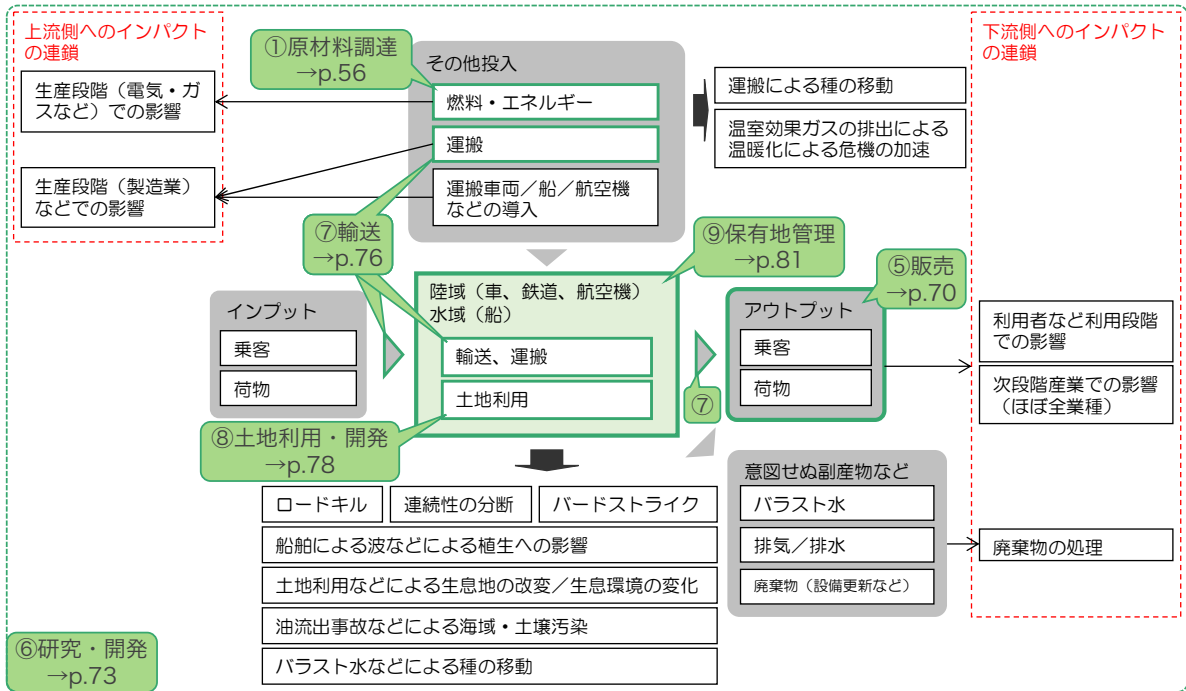 上流側へのインパクト
の連鎖
生産段階（電気・ガ
スなど）での影響
生産段階（製造業）
などでの影響
①原材料調達
→p.56
その他投入
燃料・エネルギー
運搬
運搬車両／船／航空機
などの導入
運搬による種の移動
温室効果ガスの排出による
温暖化による危機の加速
下流側へのインパクト
の連鎖
⑦輸送
→p.76
⑨保有地管理
→p.81
⑤販売
→p.70
インプット
乗客
荷物
陸域（車、鉄道、航空機）
水域（船）
輸送、運搬
土地利用
⑦
アウトプット
乗客
荷物
利用者など利用段階
での影響
次段階産業での影響
（ほぼ全業種）
⑧土地利用・開発
→p.78
ロードキル
連続性の分断
バードストライク
船舶による波などによる植生への影響
土地利用などによる生息地の改変／生息環境の変化
油流出事故などによる海域・土壌汚染
バラスト水などによる種の移動
意図せぬ副産物など
バラスト水
排気／排水
廃棄物（設備更新など）
廃棄物の処理
⑥研究・開発
→p.73